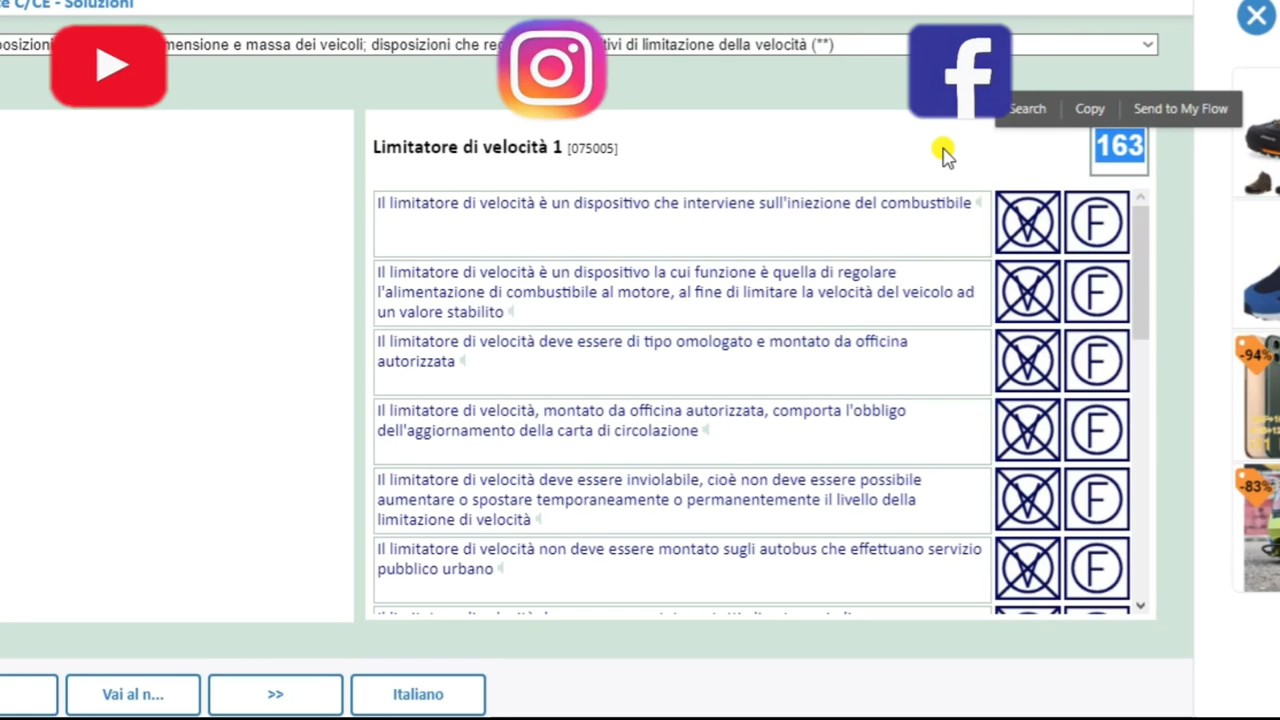 e C/CE - Soluzioni
mensione e massa dei veicoli; disposizioni che re
tivi di limitazione della velocità (**)
Search Copy Send to My Flow
Limitatore di velocità 1 [075005]
163
Il limitatore di velocità è un dispositivo che interviene sull'iniezione del combustibile
V F
Il limitatore di velocità è un dispositivo la cui funzione è quella di regolare
l'alimentazione di combustibile al motore, al fine di limitare la velocità del veicolo ad
un valore stabilito
V F
Il limitatore di velocità deve essere di tipo omologato e montato da officina
autorizzata
V F
Il limitatore di velocità, montato da officina autorizzata, comporta l'obbligo
dell'aggiornamento della carta di circolazione
V F
Il limitatore di velocità deve essere inviolabile, cioè non deve essere possibile
aumentare o spostare temporaneamente o permanentemente il livello della
limitazione di velocità
V F
Il limitatore di velocità non deve essere montato sugli autobus che effettuano servizio
pubblico urbano
V F
-94%
-83%
Vai al n... >> Italiano